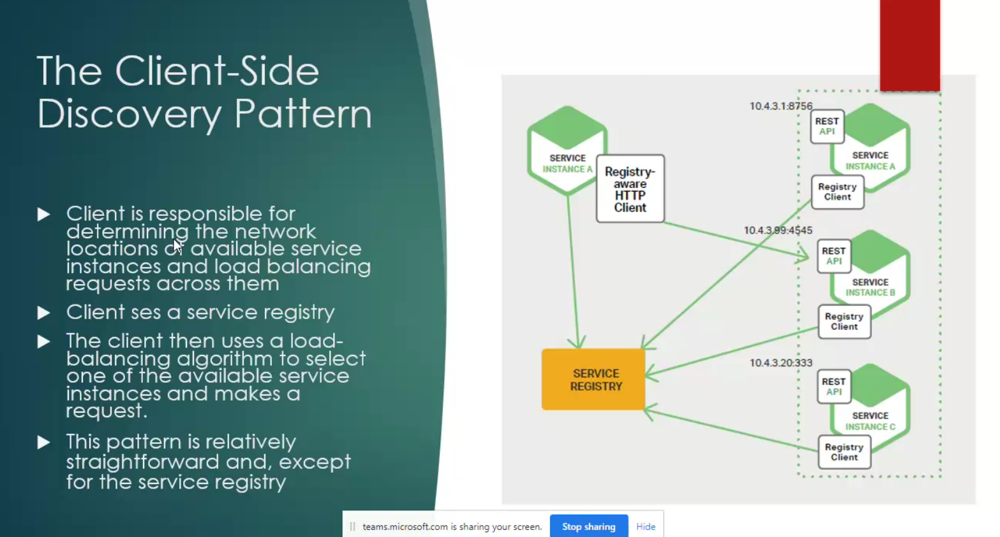 The Client-Side
Discovery Pattern
Client is responsible for
determining the network
locations of available service
instances and load balancing
requests across them
Client ses a service registry
The client then uses a load-
balancing algorithm to select
one of the available service
instances and makes a
request.
This pattern is relatively
straightforward and, except
for the service registry
SERVICE
INSTANCE A
Registry-
aware
HTTP
Client
SERVICE
REGISTRY
10.4.3.1:8756
REST
API
SERVICE
INSTANCE A
Registry
Client
10.4.3.99:4545
REST
API
SERVICE
INSTANCE B
Registry
Client
10.4.3.20:333
REST
API
SERVICE
INSTANCE C
Registry
Client
teams.microsoft.com is sharing your screen.
Stop sharing
Hide